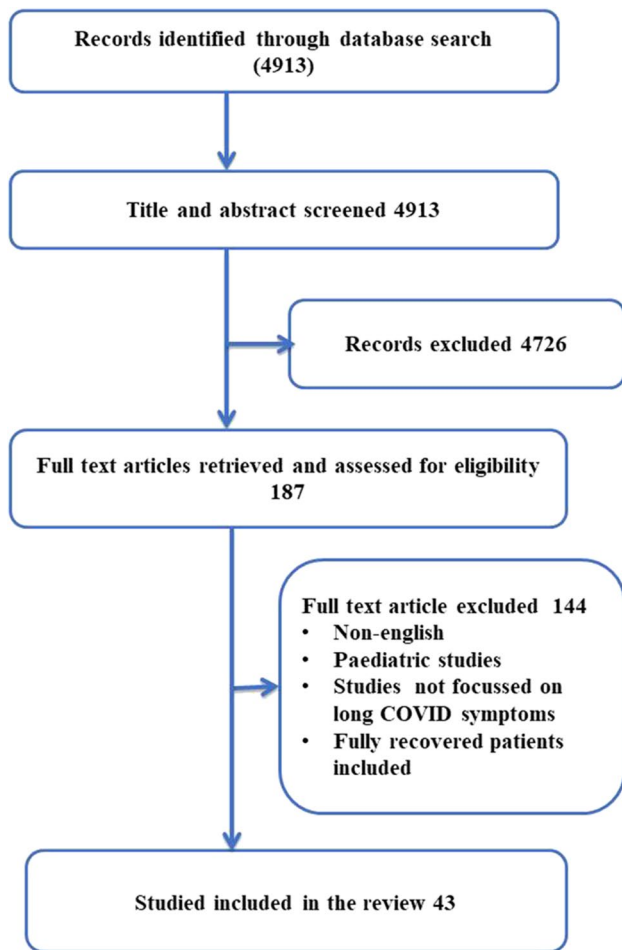 Records identified through database search
(4913)
Title and abstract screened 4913
Records excluded 4726
Full text articles retrieved and assessed for eligibility
187
Full text article excluded 144
• Non-english
• Paediatric studies
• Studies not focussed on
long COVID symptoms
• Fully recovered patients
included
Studied included in the review 43